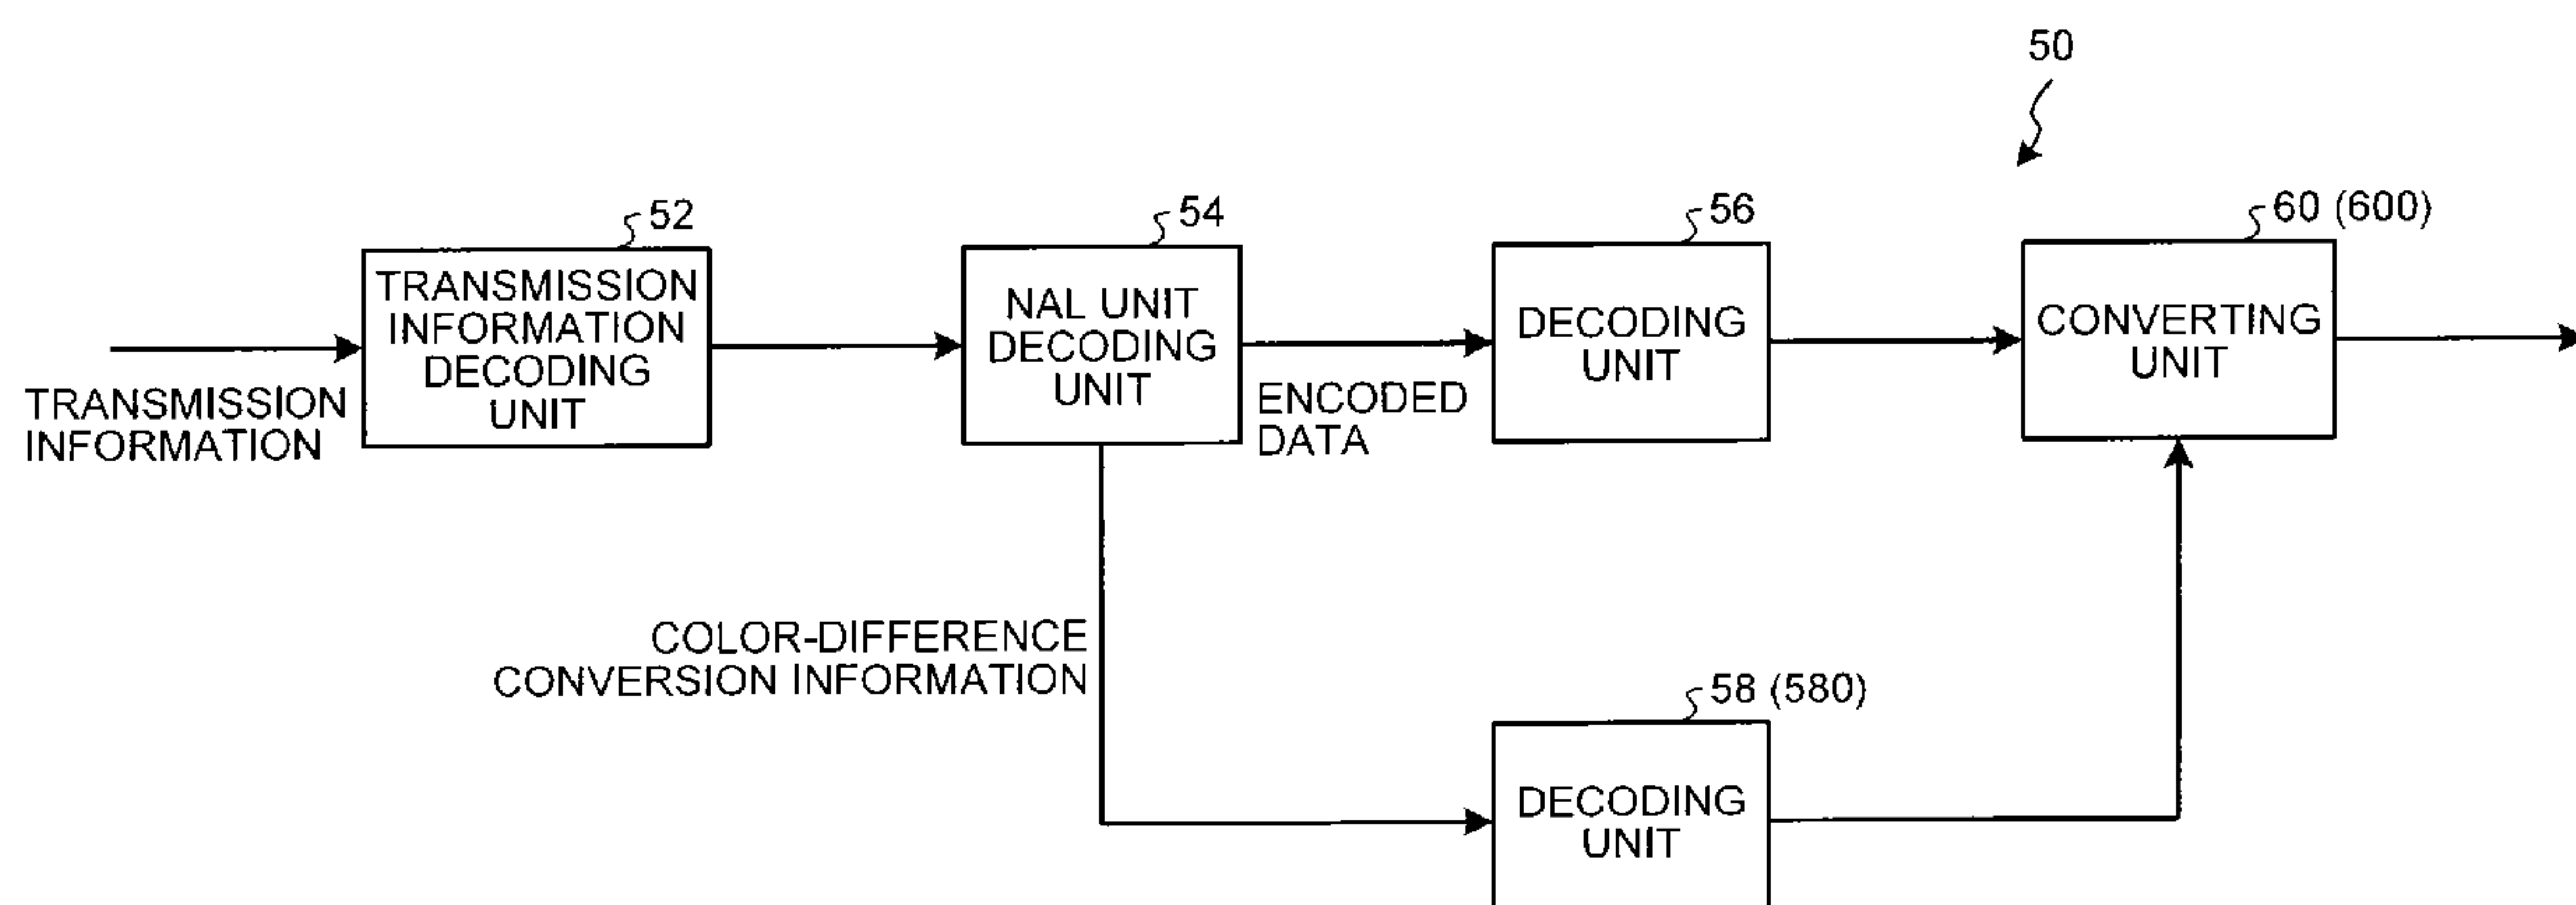 50
52
54
56
60 (600)
TRANSMISSION
INFORMATION
DECODING
UNIT
NAL UNIT
DECODING
UNIT
DECODING
UNIT
CONVERTING
UNIT
TRANSMISSION
INFORMATION
ENCODED
DATA
COLOR-DIFFERENCE
CONVERSION INFORMATION
58 (580)
DECODING
UNIT